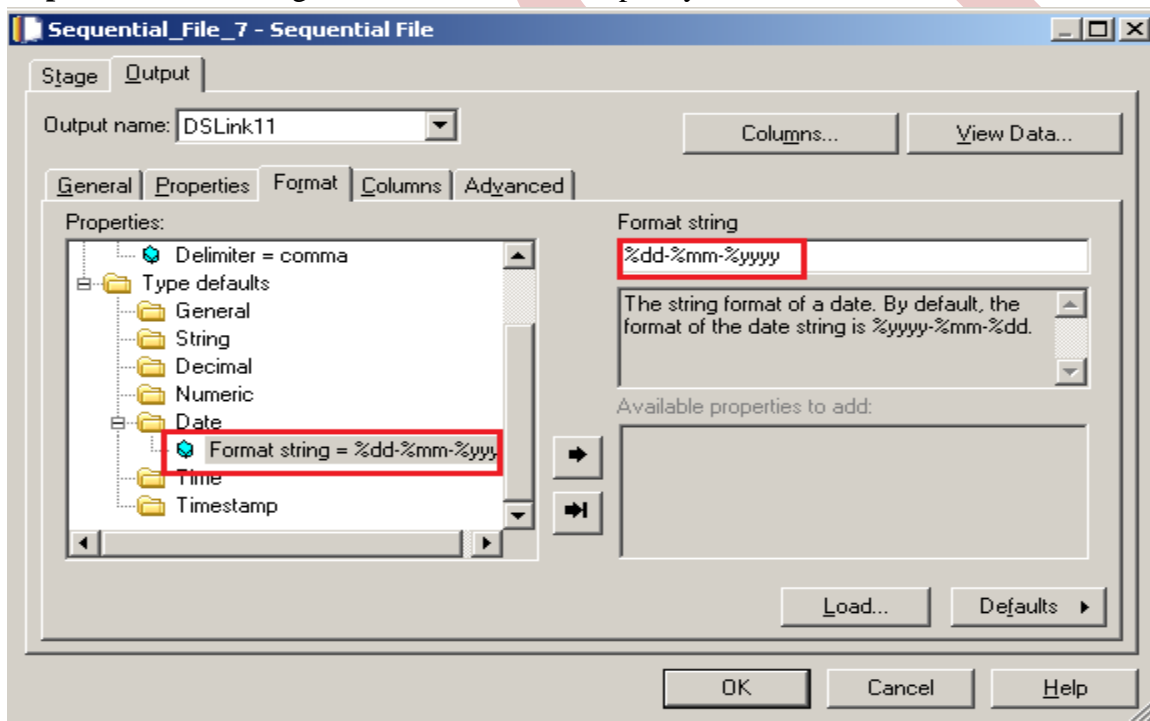 Sequential_File_7 - Sequential File
Stage Output
Output name: DSLink11 Columns... View Data...
General Properties Format Columns Advanced
Properties:
Delimiter = comma
Type defaults
General
String
Decimal
Numeric
Date
Format string = %dd-%mm-%yyy
Time
Timestamp
Format string
%dd-%mm-%yyyy
The string format of a date. By default, the
format of the date string is %yyyy-%mm-%dd.
Available properties to add:
Load... Defaults
OK Cancel Help